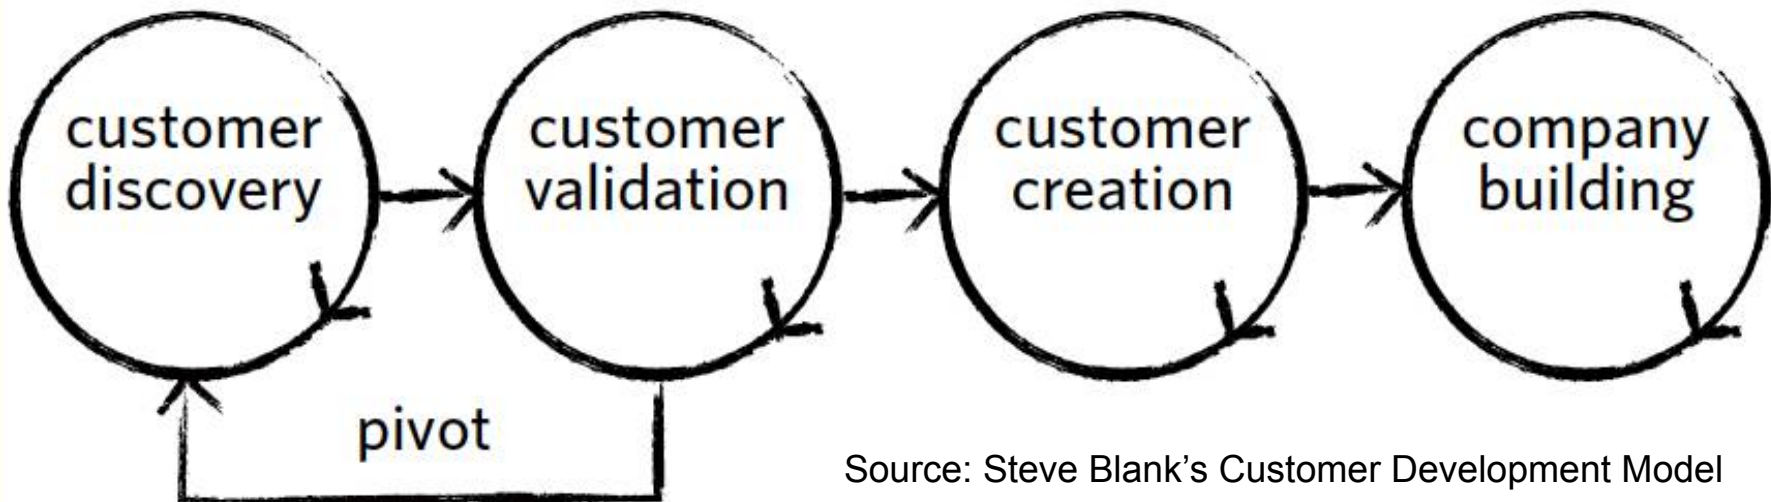 customer
discovery
customer
validation
customer
creation
company
building
pivot
Source: Steve Blank’s Customer Development Model